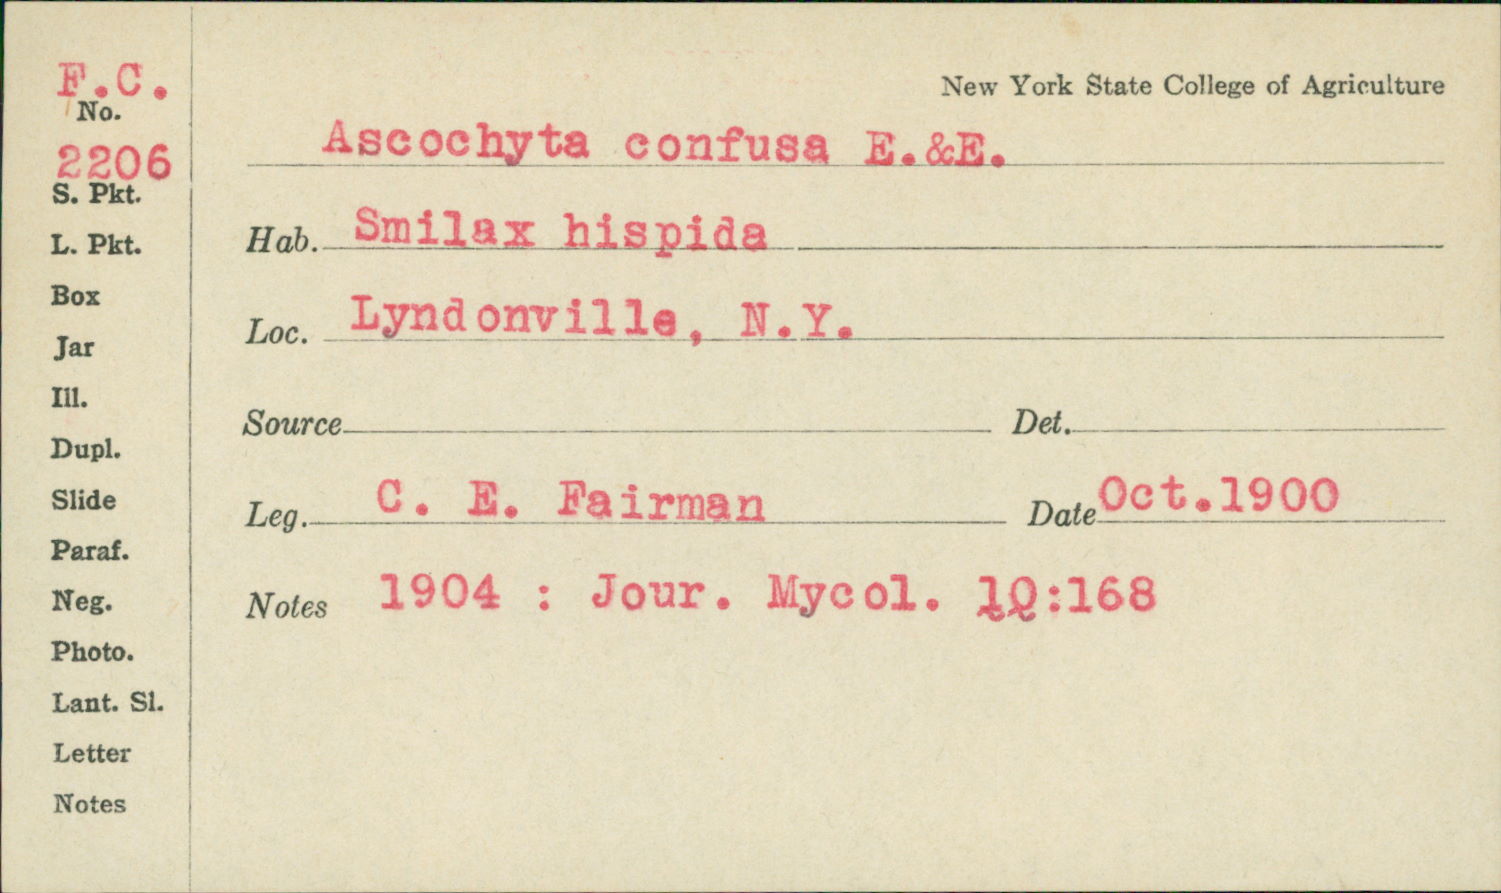 F.C.
No.
2206
S. Pkt.
L. Pkt.
Box
Jar
Ill.
Dupl.
Slide
Paraf.
Neg.
Photo.
Lant. Sl.
Letter
Notes
New York State College of Agriculture
Ascochyta confusa E.&E.
Hab. Smilax hispida
Loc. Lyndonville, N.Y.
Source Det.
Leg. C. E. Fairman Date Oct.1900
Notes 1904 : Jour. Mycol. 10:168